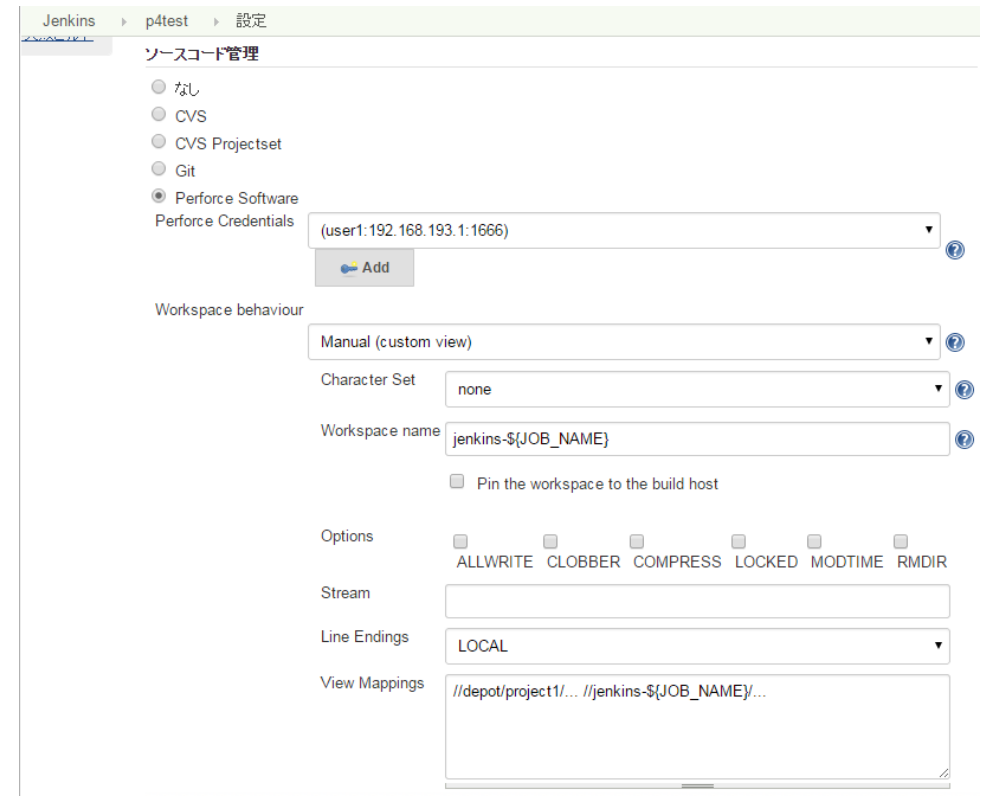 Jenkins p4test 設定
ソースコード管理
なし
CVS
CVS Projectset
Git
Perforce Software
Perforce Credentials (user1:192.168.193.1:1666)
Add
Workspace behaviour
Manual (custom view)
Character Set none
Workspace name jenkins-${JOB_NAME}
Pin the workspace to the build host
Options
ALLWRITE CLOBBER COMPRESS LOCKED MODTIME RMDIR
Stream
Line Endings LOCAL
View Mappings //depot/project1/... //jenkins-${JOB_NAME}/...